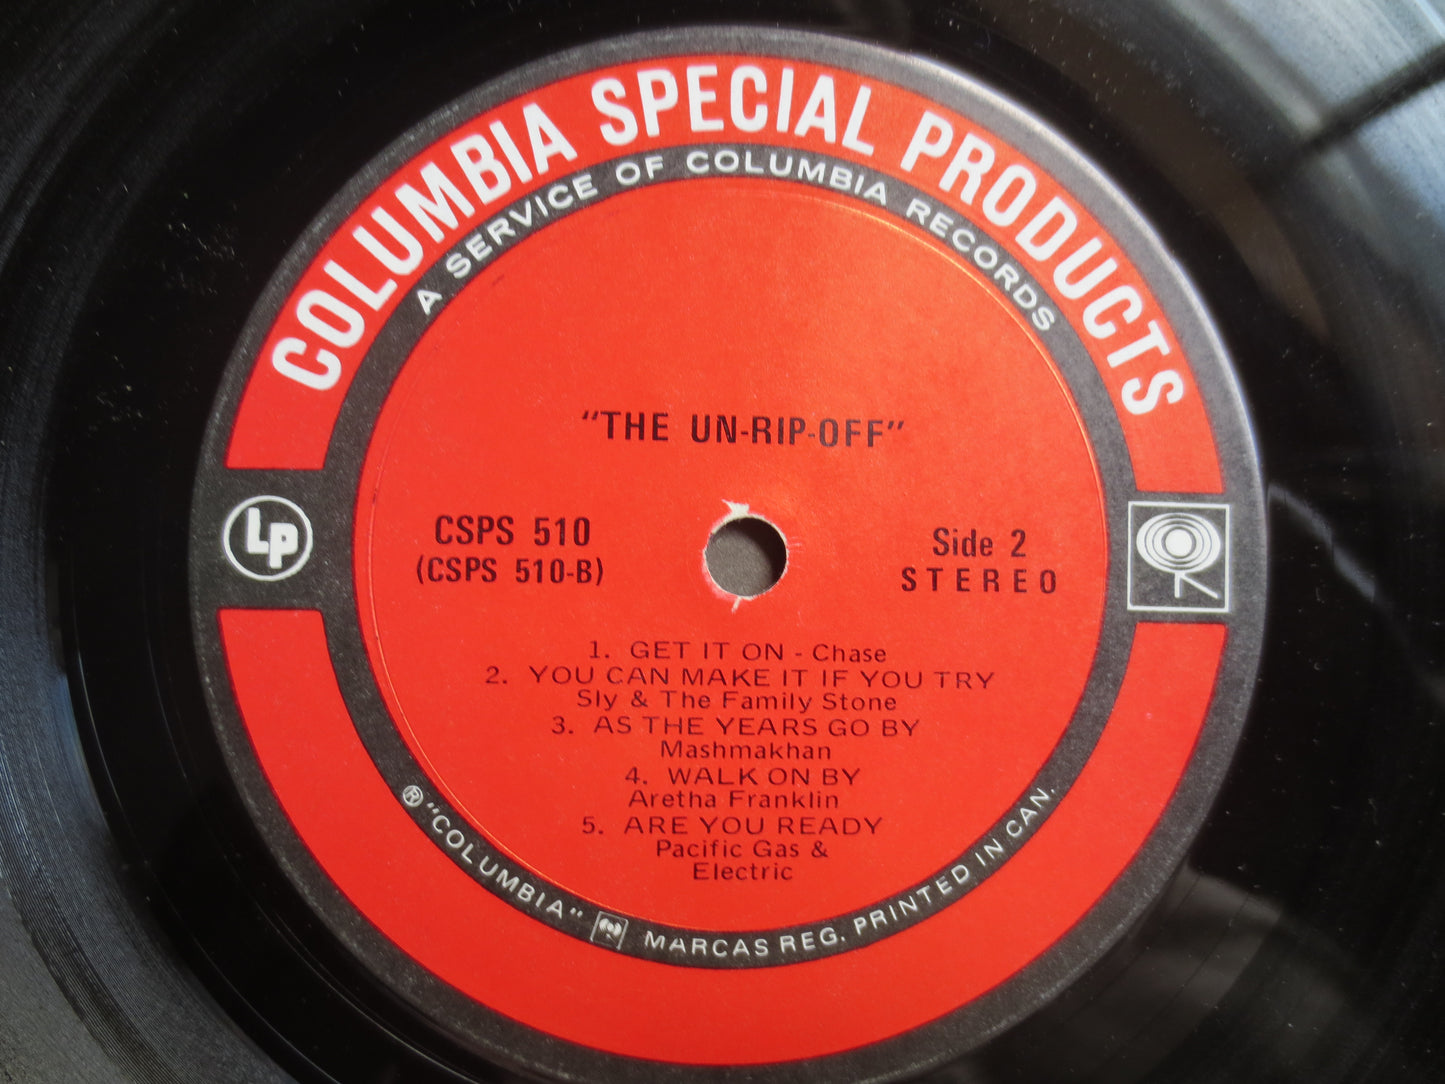 COLUMBIA SPECIAL PRODUCTS
A SERVICE OF COLUMBIA RECORDS
"THE UN-RIP-OFF"
LP
CSPS 510
(CSPS 510-B)
Side 2
STEREO
1. GET IT ON - Chase
2. YOU CAN MAKE IT IF YOU TRY
Sly & The Family Stone
3. AS THE YEARS GO BY
Mashmakhan
4. WALK ON BY
Aretha Franklin
5. ARE YOU READY
Pacific Gas &
Electric
® "COLUMBIA" MARCAS REG. PRINTED IN CAN.